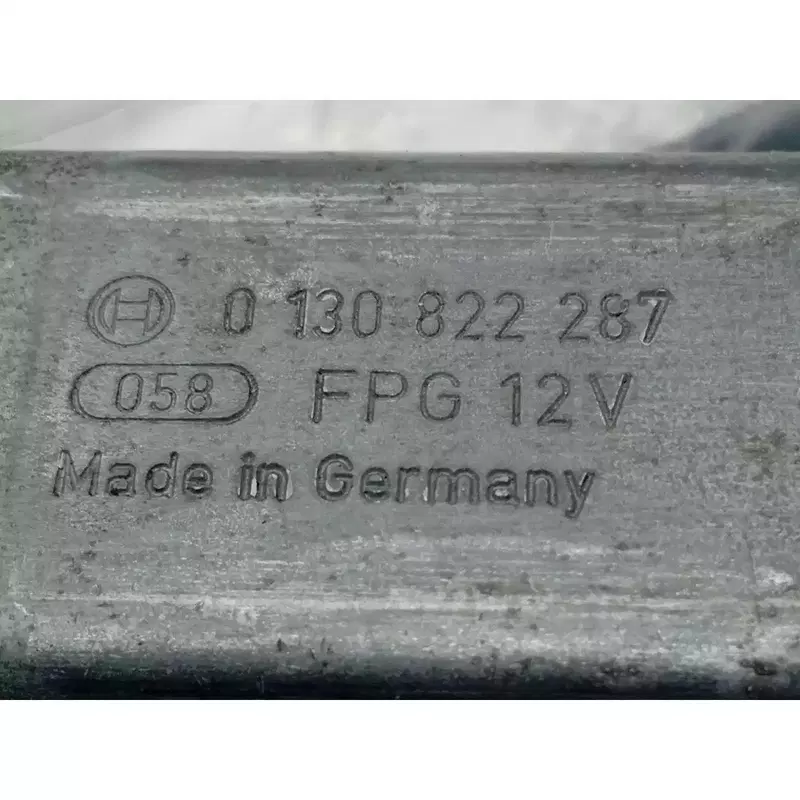 0 130 822 287
058 FPG 12V
Made in Germany